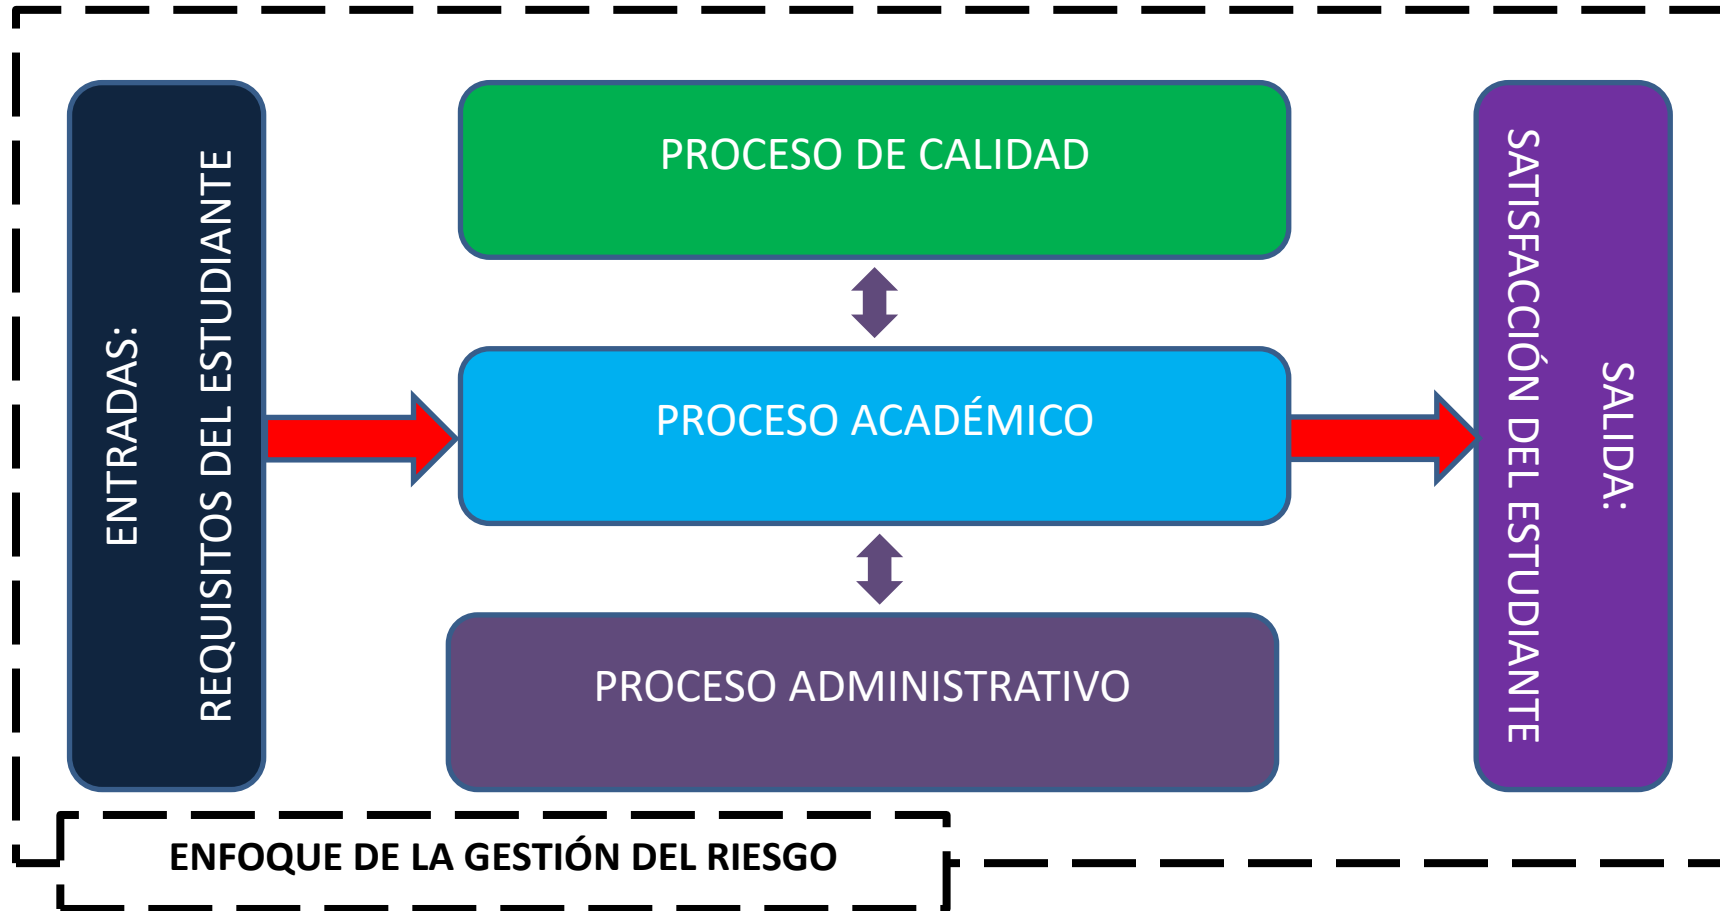 ENTRADAS:
REQUISITOS DEL ESTUDIANTE
PROCESO DE CALIDAD
PROCESO ACADÉMICO
PROCESO ADMINISTRATIVO
SALIDA:
SATISFACCIÓN DEL ESTUDIANTE
ENFOQUE DE LA GESTIÓN DEL RIESGO